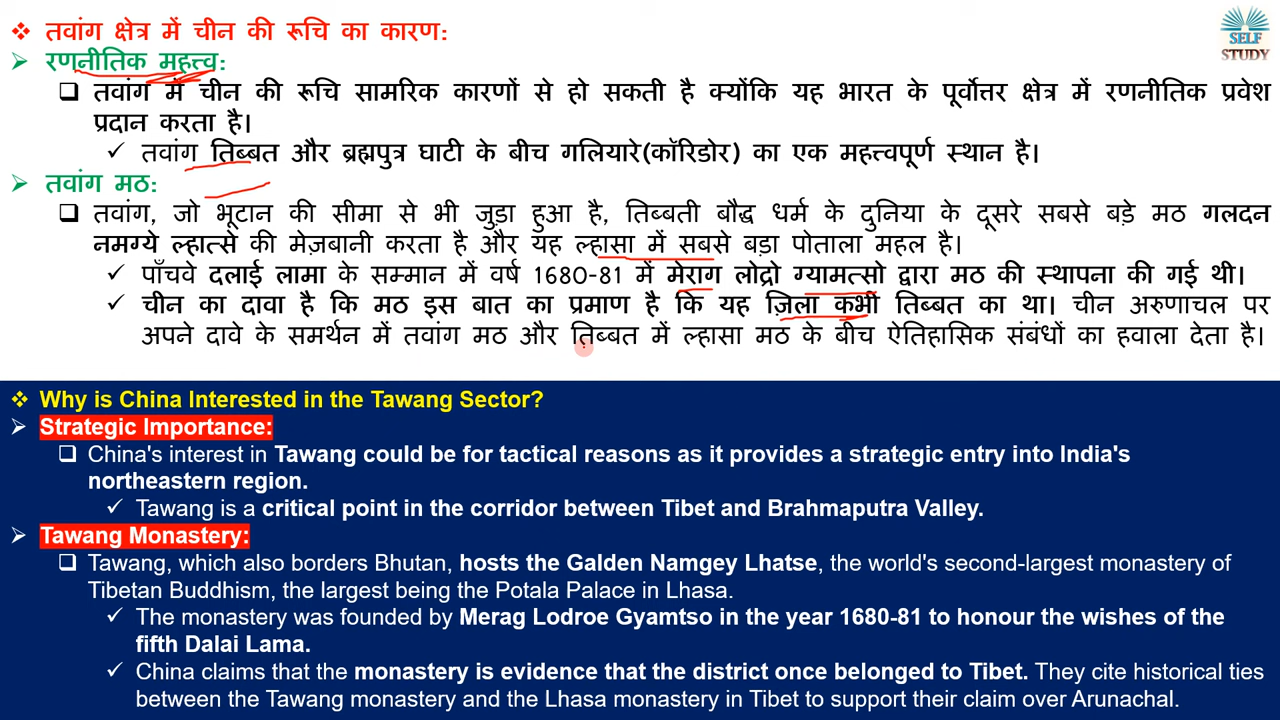 ❖ तवांग क्षेत्र में चीन की रूचि का कारण:
SELF
STUDY
➢ रणनीतिक महत्त्व:
❑ तवांग में चीन की रूचि सामरिक कारणों से हो सकती है क्योंकि यह भारत के पूर्वोत्तर क्षेत्र में रणनीतिक प्रवेश
प्रदान करता है।
✓ तवांग तिब्बत और ब्रह्मपुत्र घाटी के बीच गलियारे(कॉरिडोर) का एक महत्त्वपूर्ण स्थान है।
➢ तवांग मठ:
❑ तवांग, जो भूटान की सीमा से भी जुड़ा हुआ है, तिब्बती बौद्ध धर्म के दुनिया के दूसरे सबसे बड़े मठ गलदन
नमग्ये ल्हात्से की मेज़बानी करता है और यह ल्हासा में सबसे बड़ा पोताला महल है।
✓ पाँचवे दलाई लामा के सम्मान में वर्ष 1680-81 में मेराग लोद्रो ग्यामत्सो द्वारा मठ की स्थापना की गई थी।
✓ चीन का दावा है कि मठ इस बात का प्रमाण है कि यह ज़िला कभी तिब्बत का था। चीन अरुणाचल पर
अपने दावे के समर्थन में तवांग मठ और तिब्बत में ल्हासा मठ के बीच ऐतिहासिक संबंधों का हवाला देता है।
❖ Why is China Interested in the Tawang Sector?
➢ Strategic Importance:
❑ China's interest in Tawang could be for tactical reasons as it provides a strategic entry into India's
northeastern region.
✓ Tawang is a critical point in the corridor between Tibet and Brahmaputra Valley.
➢ Tawang Monastery:
❑ Tawang, which also borders Bhutan, hosts the Galden Namgey Lhatse, the world's second-largest monastery of
Tibetan Buddhism, the largest being the Potala Palace in Lhasa.
✓ The monastery was founded by Merag Lodroe Gyamtso in the year 1680-81 to honour the wishes of the
fifth Dalai Lama.
✓ China claims that the monastery is evidence that the district once belonged to Tibet. They cite historical ties
between the Tawang monastery and the Lhasa monastery in Tibet to support their claim over Arunachal.